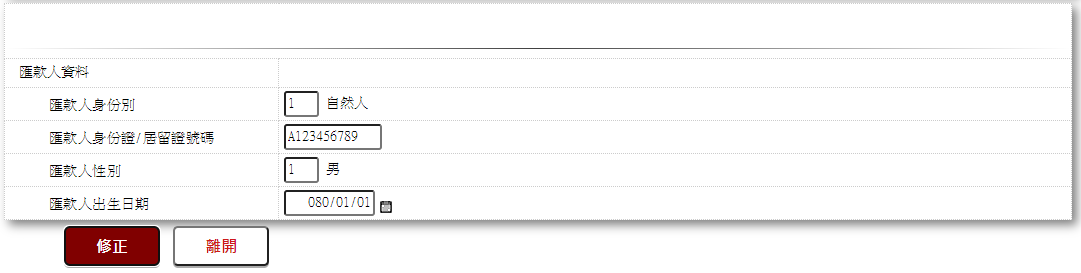 匯款人資料
匯款人身份別 1 自然人
匯款人身份證/居留證號碼 A123456789
匯款人性別 1 男
匯款人出生日期 080/01/01
修正 離開